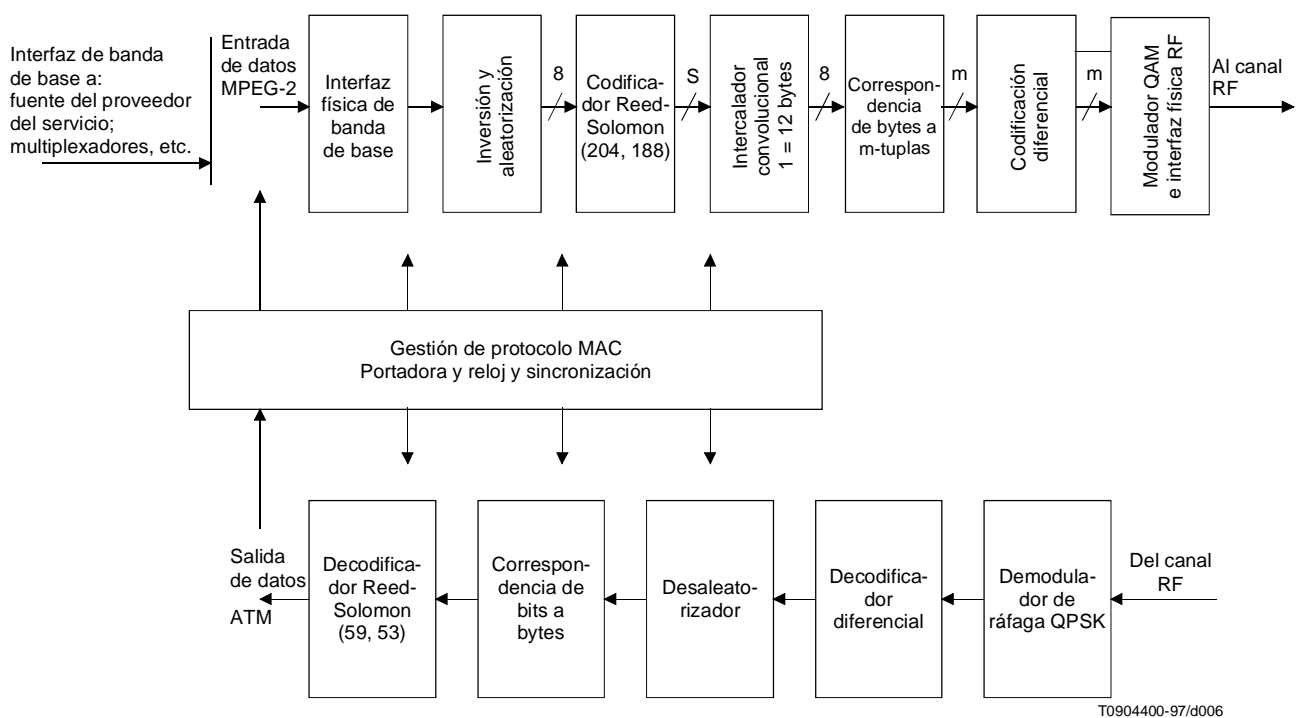 Interfaz de banda
de base a:
fuente del proveedor
del servicio;
multiplexadores, etc.
Entrada
de datos
MPEG-2
Interfaz
física de
banda
de base
Inversión y
aleatorización
8
Codifica-
dor Reed-
Solomon
(204, 188)
S
Intercalador
convolucional
1 = 12 bytes
8
Correspon-
dencia
de bytes a
m-tuplas
m
Codificación
diferencial
m
Modulador QAM
e interfaz física RF
Al canal
RF
Gestión de protocolo MAC
Portadora y reloj y sincronización
Salida
de datos
ATM
Decodifica-
dor Reed-
Solomon
(59, 53)
Correspon-
dencia de
bits a
bytes
Desaleato-
rizador
Decodifica-
dor
diferencial
Demodula-
dor de
ráfaga QPSK
Del canal
RF
T0904400-97/d006